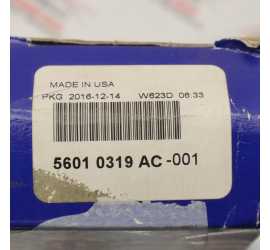 MADE IN USA
PKG 2016-12-14 W623D 06:33
5601 0319 AC -001